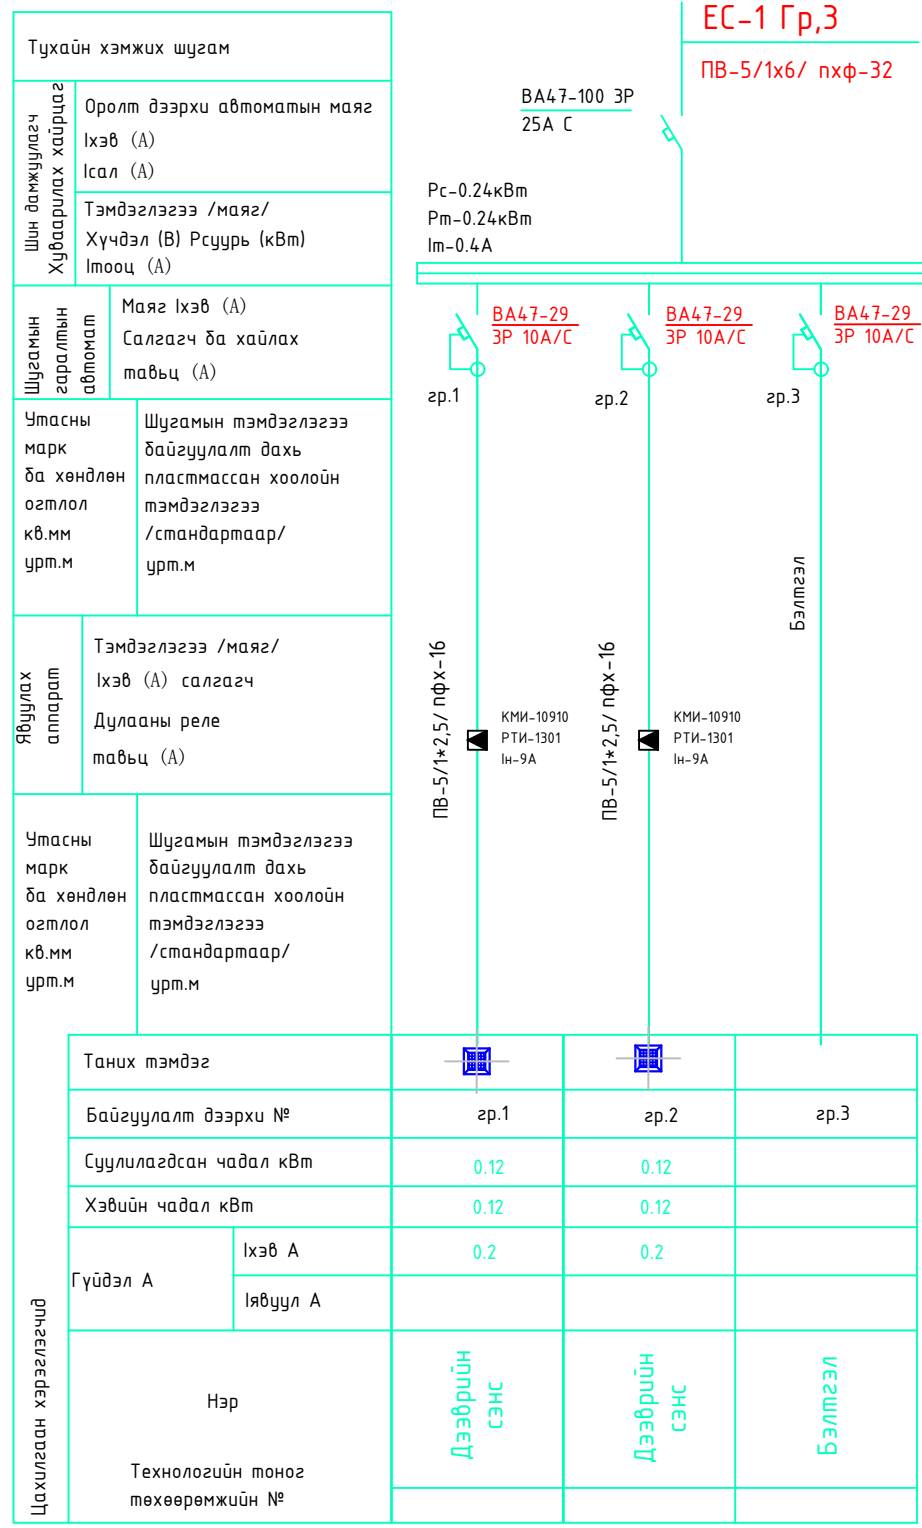 ЕС-1 Гр,3
ПВ-5/1х6/ пхф-32
ВА47-100 3Р
25А С
Рс-0.24кВт
Рт-0.24кВт
Iт-0.4А
Тухайн хэмжих шугам
Шин дамжуулагч
Хуваарилах хайрцаг
Оролт дээрхи автоматын маяг
Iхэв (А)
Iсал (А)
Тэмдэглэгээ /маяг/
Хүчдэл (В) Рсуурь (кВт)
Iтооц (А)
Шугамын
гаралтын
автомат
Маяг Iхэв (А)
Салгагч ба хайлах
тавьц (А)
ВА47-29
3Р 10А/С
гр.1
ВА47-29
3Р 10А/С
гр.2
ВА47-29
3Р 10А/С
гр.3
Утасны
марк
ба хөндлөн
огтлол
кв.мм
урт.м
Шугамын тэмдэглэгээ
байгуулалт дахь
пластмассан хоолойн
тэмдэглэгээ
/стандартаар/
урт.м
Явуулах
аппарат
Тэмдэглэгээ /маяг/
Iхэв (А) салгагч
Дулааны реле
тавьц (А)
ПВ-5/1*2,5/ пфх-16
КМИ-10910
РТИ-1301
Iн-9А
ПВ-5/1*2,5/ пфх-16
КМИ-10910
РТИ-1301
Iн-9А
Бэлтгэл
Утасны
марк
ба хөндлөн
огтлол
кв.мм
урт.м
Шугамын тэмдэглэгээ
байгуулалт дахь
пластмассан хоолойн
тэмдэглэгээ
/стандартаар/
урт.м
Цахилгаан хэрэглэгчид
Таних тэмдэг
Байгуулалт дээрхи № гр.1 гр.2 гр.3
Суулилагдсан чадал кВт 0.12 0.12
Хэвийн чадал кВт 0.12 0.12
Гүйдэл А
Iхэв А 0.2 0.2
Iявуул А
Нэр
Дээврийн
сэнс
Дээврийн
сэнс
Бэлтгэл
Технологийн тоног
төхөөрөмжийн №